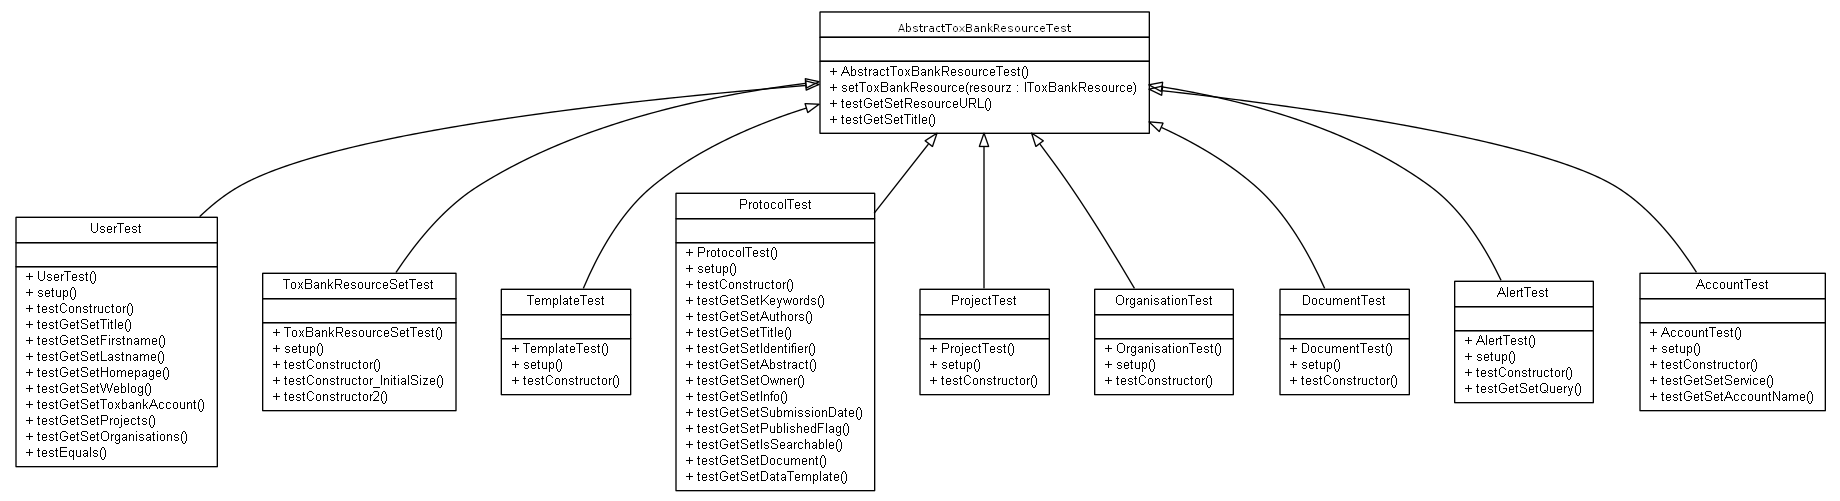 AbstractToxBankResourceTest
+ AbstractToxBankResourceTest()
+ setToxBankResource(resourz : IToxBankResource)
+ testGetSetResourceURL()
+ testGetSetTitle()
UserTest
+ UserTest()
+ setup()
+ testConstructor()
+ testGetSetTitle()
+ testGetSetFirstname()
+ testGetSetLastname()
+ testGetSetHomepage()
+ testGetSetWeblog()
+ testGetSetToxbankAccount()
+ testGetSetProjects()
+ testGetSetOrganisations()
+ testEquals()
ToxBankResourceSetTest
+ ToxBankResourceSetTest()
+ setup()
+ testConstructor()
+ testConstructor_InitialSize()
+ testConstructor2()
TemplateTest
+ TemplateTest()
+ setup()
+ testConstructor()
ProtocolTest
+ ProtocolTest()
+ setup()
+ testConstructor()
+ testGetSetKeywords()
+ testGetSetAuthors()
+ testGetSetTitle()
+ testGetSetIdentifier()
+ testGetSetAbstract()
+ testGetSetOwner()
+ testGetSetInfo()
+ testGetSetSubmissionDate()
+ testGetSetPublishedFlag()
+ testGetSetIsSearchable()
+ testGetSetDocument()
+ testGetSetDataTemplate()
ProjectTest
+ ProjectTest()
+ setup()
+ testConstructor()
OrganisationTest
+ OrganisationTest()
+ setup()
+ testConstructor()
DocumentTest
+ DocumentTest()
+ setup()
+ testConstructor()
AlertTest
+ AlertTest()
+ setup()
+ testConstructor()
+ testGetSetQuery()
AccountTest
+ AccountTest()
+ setup()
+ testConstructor()
+ testGetSetService()
+ testGetSetAccountName()